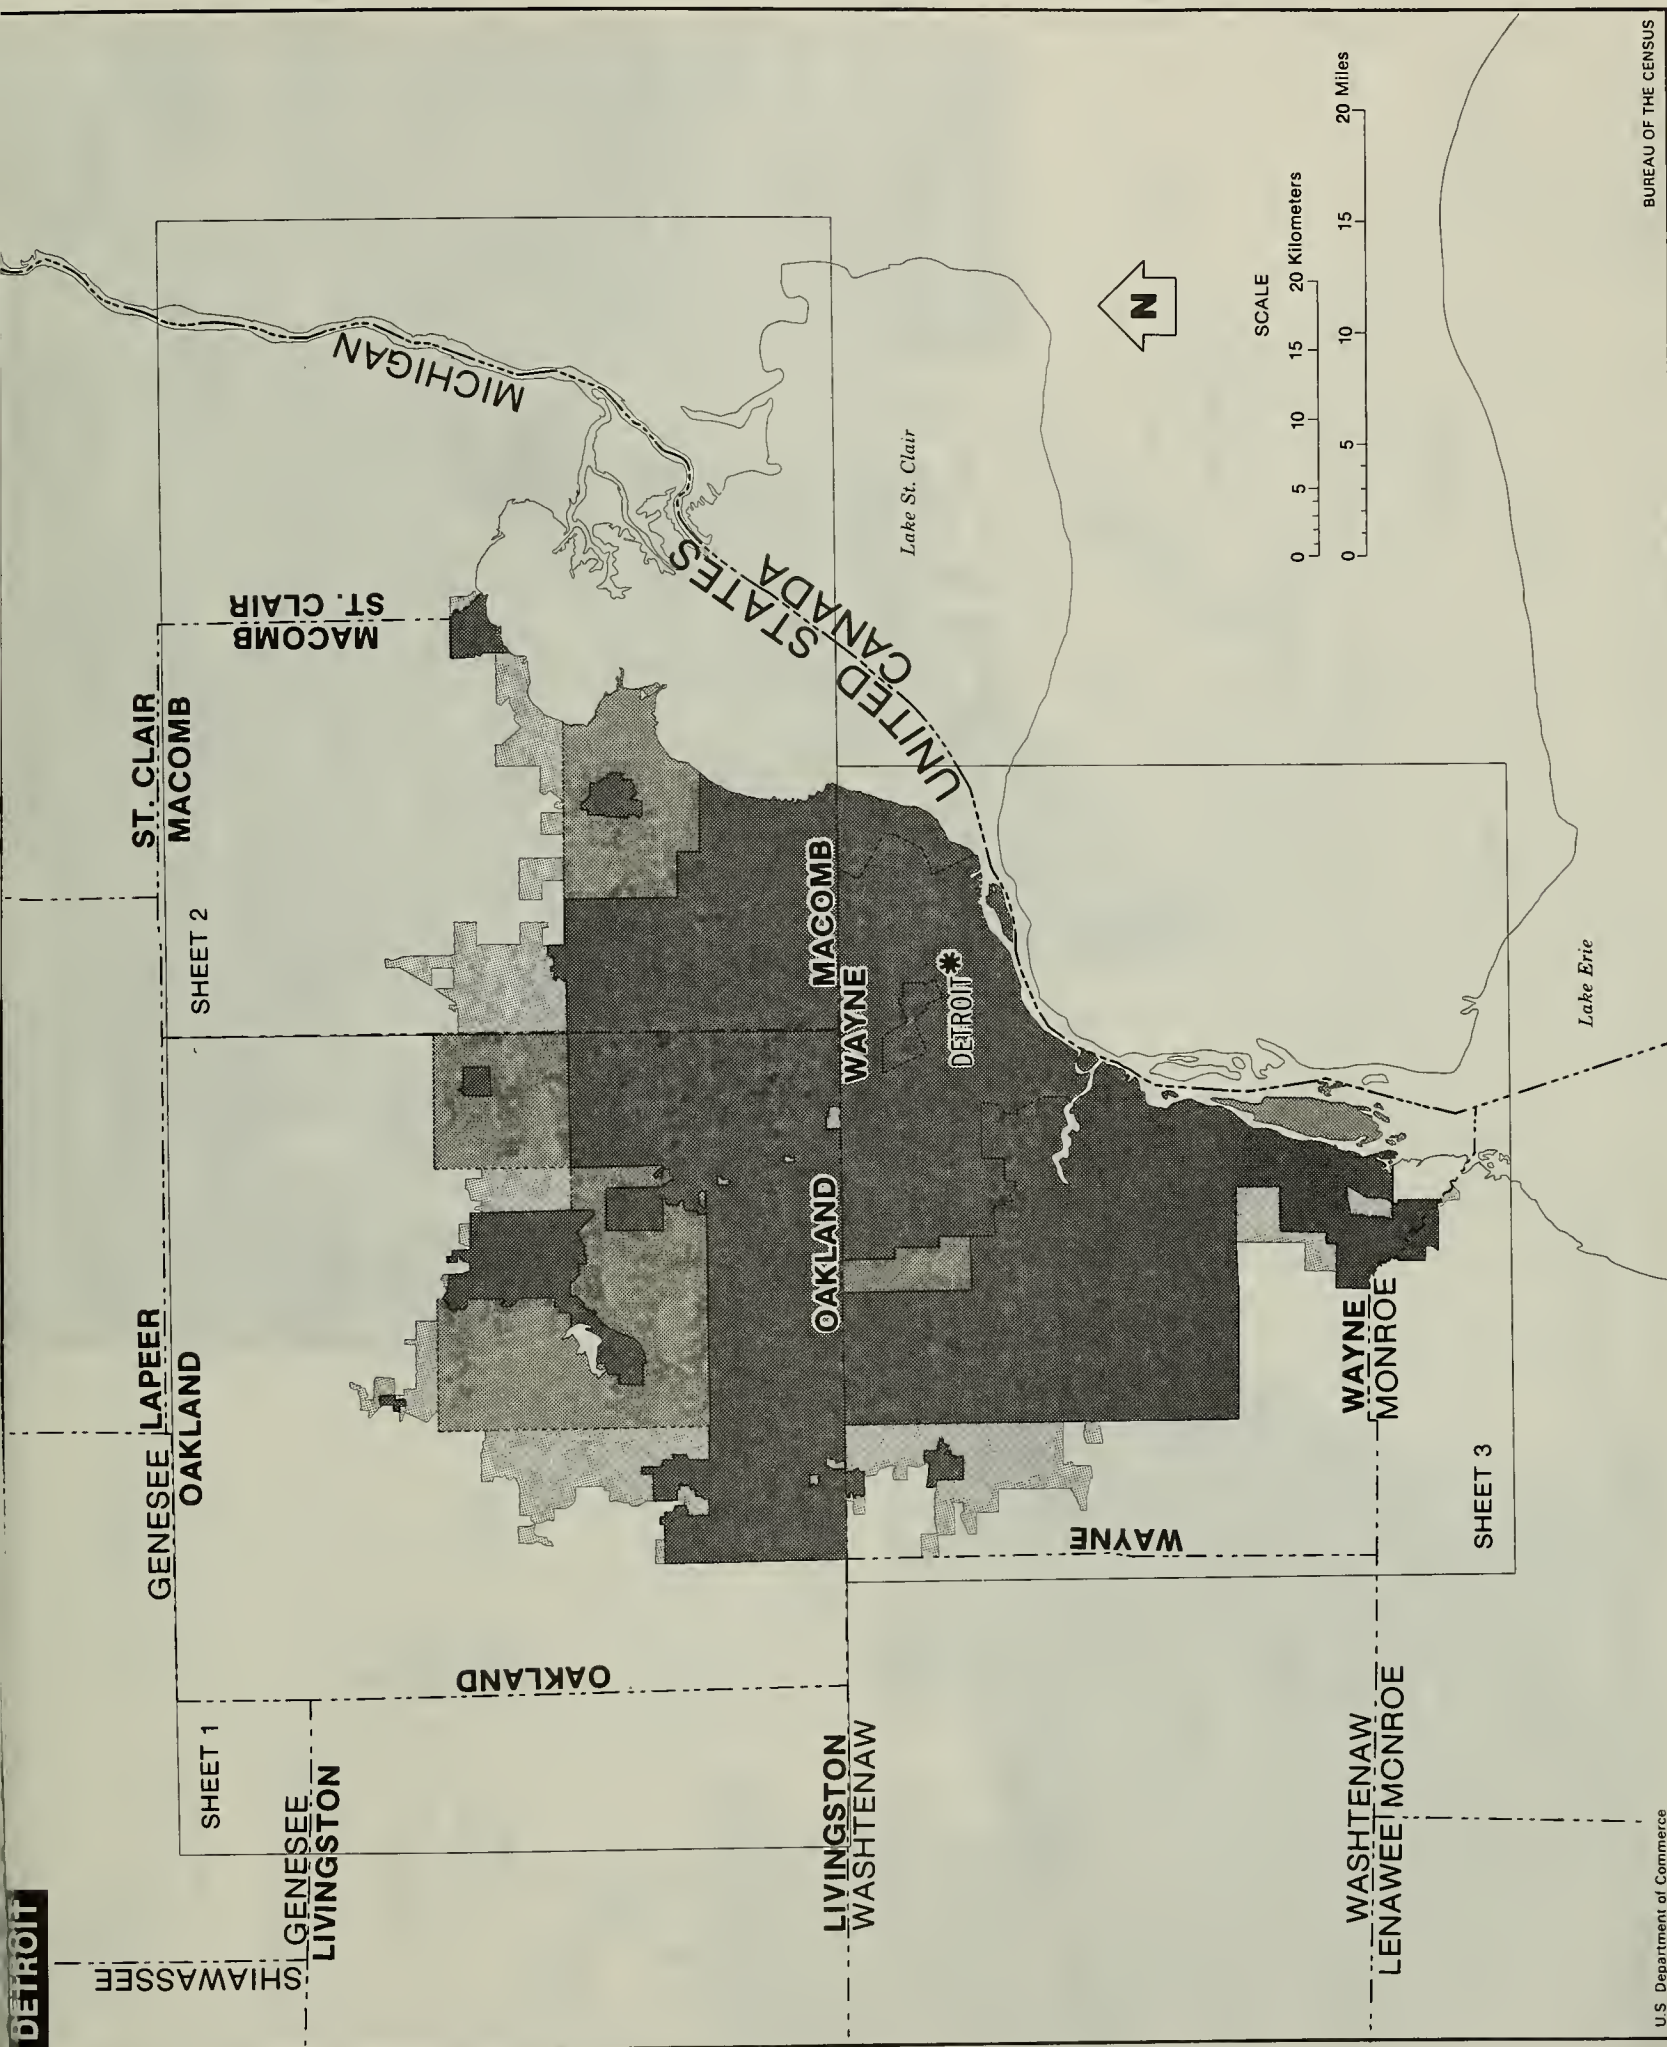 DETROIT
SHIAWASSEE
GENESEE
LIVINGSTON
GENESEE
LAPEER
OAKLAND
ST. CLAIR
MACOMB
ST. CLAIR
MACOMB
MICHIGAN
SHEET 1
SHEET 2
OAKLAND
UNITED STATES
CANADA
Lake St. Clair
LIVINGSTON
WASHTENAW
OAKLAND
WAYNE
MACOMB
DETROIT
WAYNE
N
SCALE
0 5 10 15 20 Kilometers
0 5 10 15 20 Miles
WASHTENAW
LENAWEE
MONROE
WAYNE
MONROE
SHEET 3
Lake Erie
U.S Department of Commerce
BUREAU OF THE CENSUS